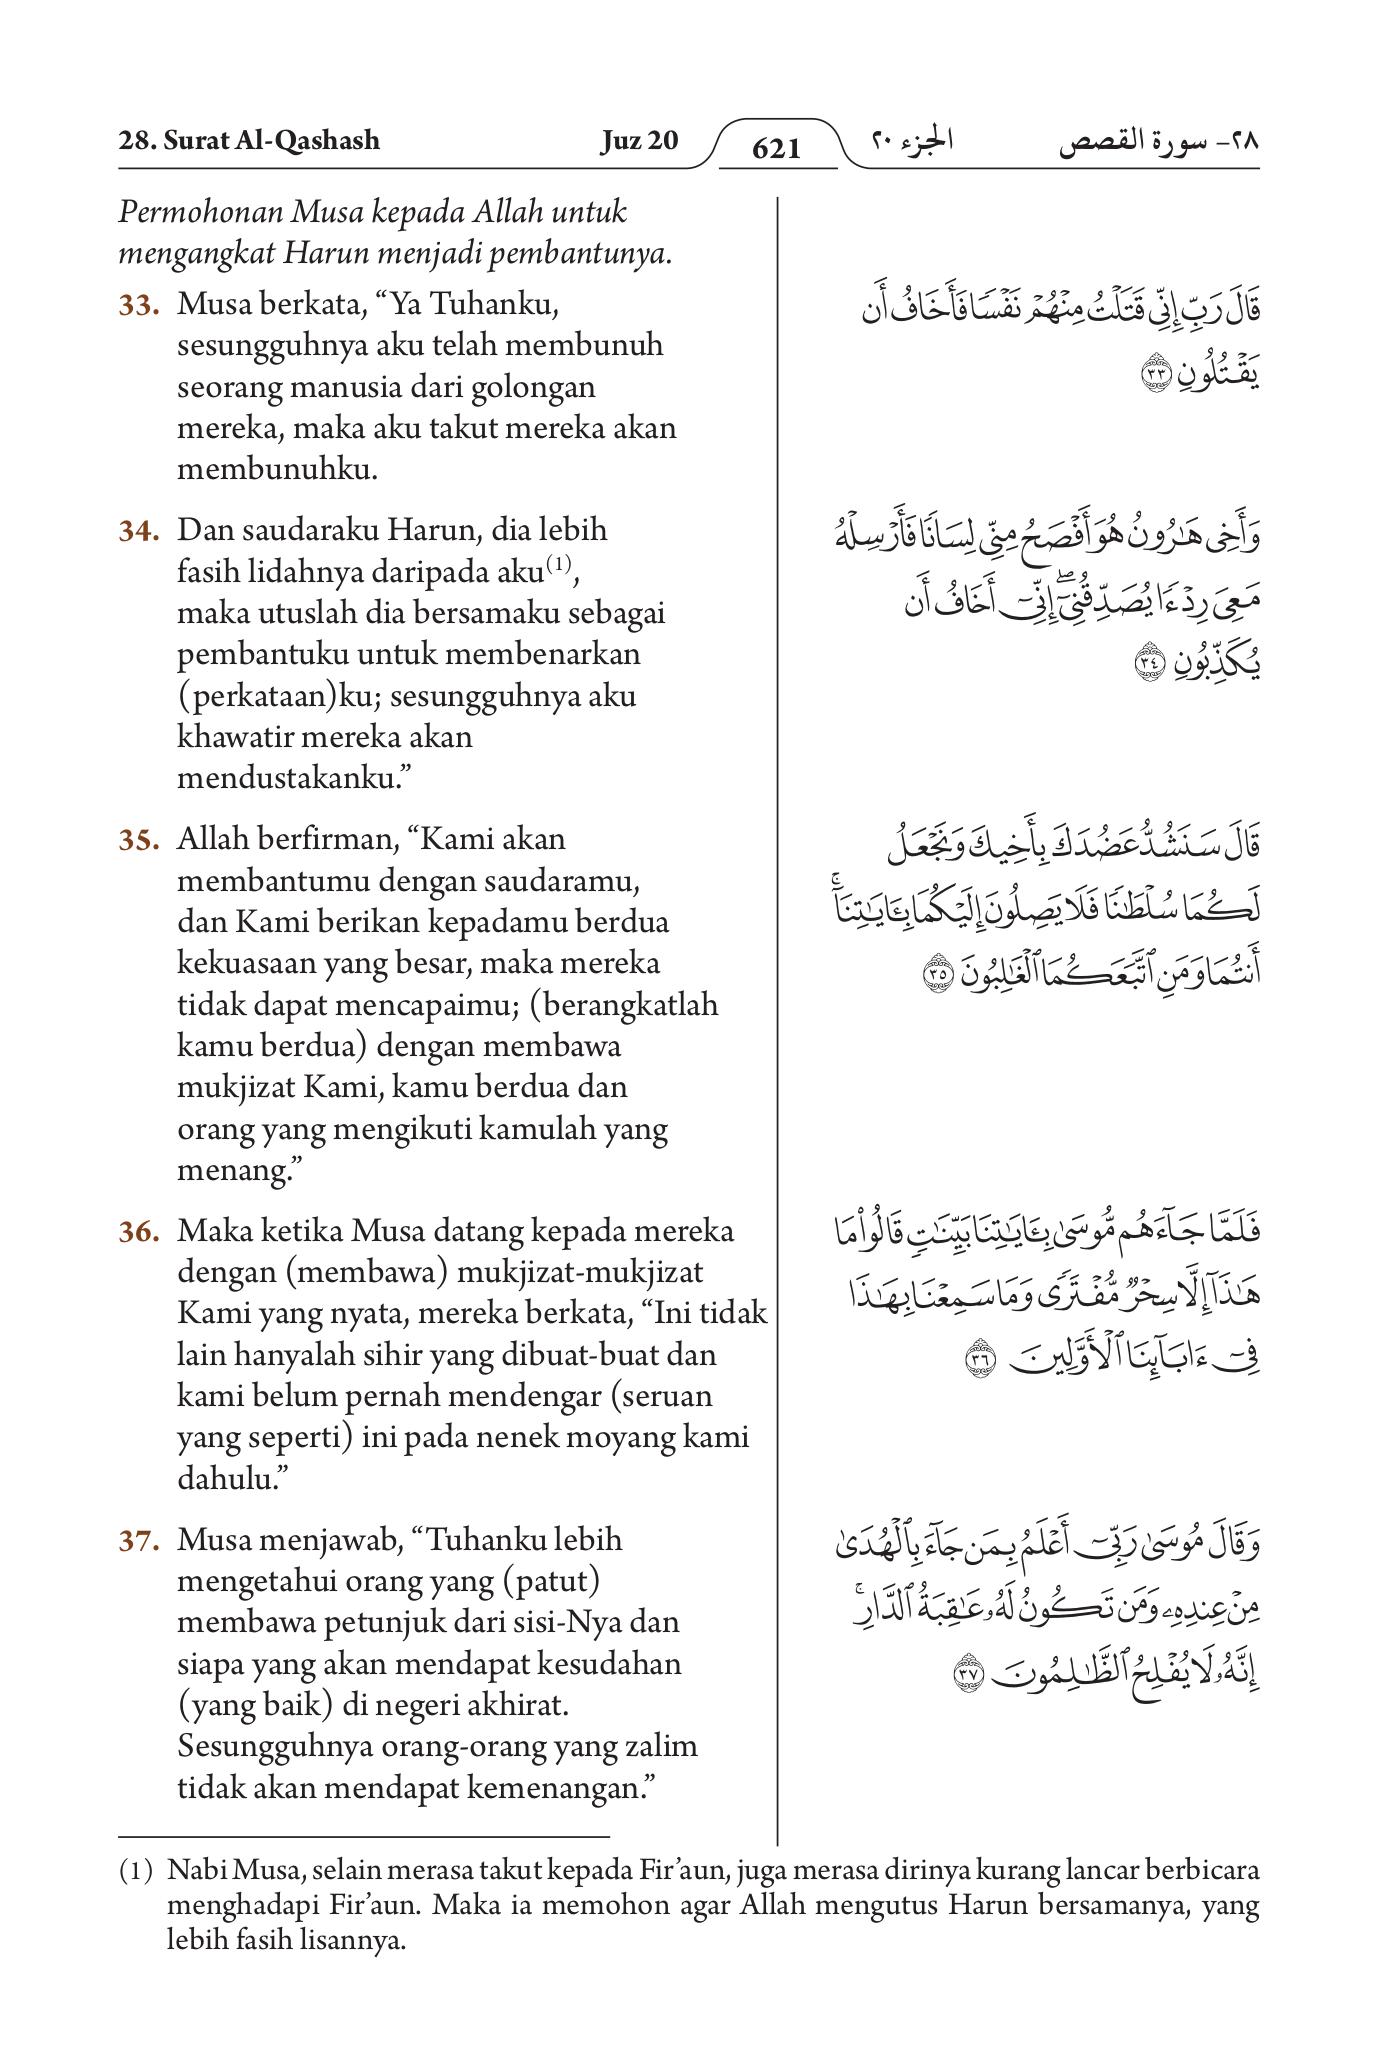 28. Surat Al-Qashash
Juz 20
621
الجزء ٢٠
٢٨– سورة القصص
Permohonan Musa kepada Allah untuk
mengangkat Harun menjadi pembantunya.
33. Musa berkata, “Ya Tuhanku,
sesungguhnya aku telah membunuh
seorang manusia dari golongan
mereka, maka aku takut mereka akan
membunuhku.
قَالَ رَبِّ إِنِّي قَتَلۡتُ مِنۡهُمۡ نَفۡسٗا فَأَخَافُ أَن
يَقۡتُلُونِ ٣٣
34. Dan saudaraku Harun, dia lebih
fasih lidahnya daripada aku(1),
maka utuslah dia bersamaku sebagai
pembantuku untuk membenarkan
(perkataan)ku; sesungguhnya aku
khawatir mereka akan
mendustakanku.”
وَأَخِي هَٰرُونُ هُوَ أَفۡصَحُ مِنِّي لِسَانٗا فَأَرۡسِلۡهُ
مَعِيَ رِدۡءٗا يُصَدِّقُنِيٓۖ إِنِّيٓ أَخَافُ أَن
يُكَذِّبُونِ ٣٤
35. Allah berfirman, “Kami akan
membantumu dengan saudaramu,
dan Kami berikan kepadamu berdua
kekuasaan yang besar, maka mereka
tidak dapat mencapaimu; (berangkatlah
kamu berdua) dengan membawa
mukjizat Kami, kamu berdua dan
orang yang mengikuti kamulah yang
menang.”
قَالَ سَنَشُدُّ عَضُدَكَ بِأَخِيكَ وَنَجۡعَلُ
لَكُمَا سُلۡطَٰنٗا فَلَا يَصِلُونَ إِلَيۡكُمَا بِـَٔايَٰتِنَآۚ
أَنتُمَا وَمَنِ ٱتَّبَعَكُمَا ٱلۡغَٰلِبُونَ ٣٥
36. Maka ketika Musa datang kepada mereka
dengan (membawa) mukjizat-mukjizat
Kami yang nyata, mereka berkata, “Ini tidak
lain hanyalah sihir yang dibuat-buat dan
kami belum pernah mendengar (seruan
yang seperti) ini pada nenek moyang kami
dahulu.”
فَلَمَّا جَآءَهُم مُّوسَىٰ بِـَٔايَٰتِنَا بَيِّنَٰتٖ قَالُواْ مَا
هَٰذَآ إِلَّا سِحۡرٞ مُّفۡتَرٗى وَمَا سَمِعۡنَا بِهَٰذَا
فِيٓ ءَابَآئِنَا ٱلۡأَوَّلِينَ ٣٦
37. Musa menjawab, “Tuhanku lebih
mengetahui orang yang (patut)
membawa petunjuk dari sisi-Nya dan
siapa yang akan mendapat kesudahan
(yang baik) di negeri akhirat.
Sesungguhnya orang-orang yang zalim
tidak akan mendapat kemenangan.”
وَقَالَ مُوسَىٰ رَبِّيٓ أَعۡلَمُ بِمَن جَآءَ بِٱلۡهُدَىٰ
مِنۡ عِندِهِۦ وَمَن تَكُونُ لَهُۥ عَٰقِبَةُ ٱلدَّارِۚ
إِنَّهُۥ لَا يُفۡلِحُ ٱلظَّٰلِمُونَ ٣٧
(1) Nabi Musa, selain merasa takut kepada Fir’aun, juga merasa dirinya kurang lancar berbicara
menghadapi Fir’aun. Maka ia memohon agar Allah mengutus Harun bersamanya, yang
lebih fasih lisannya.